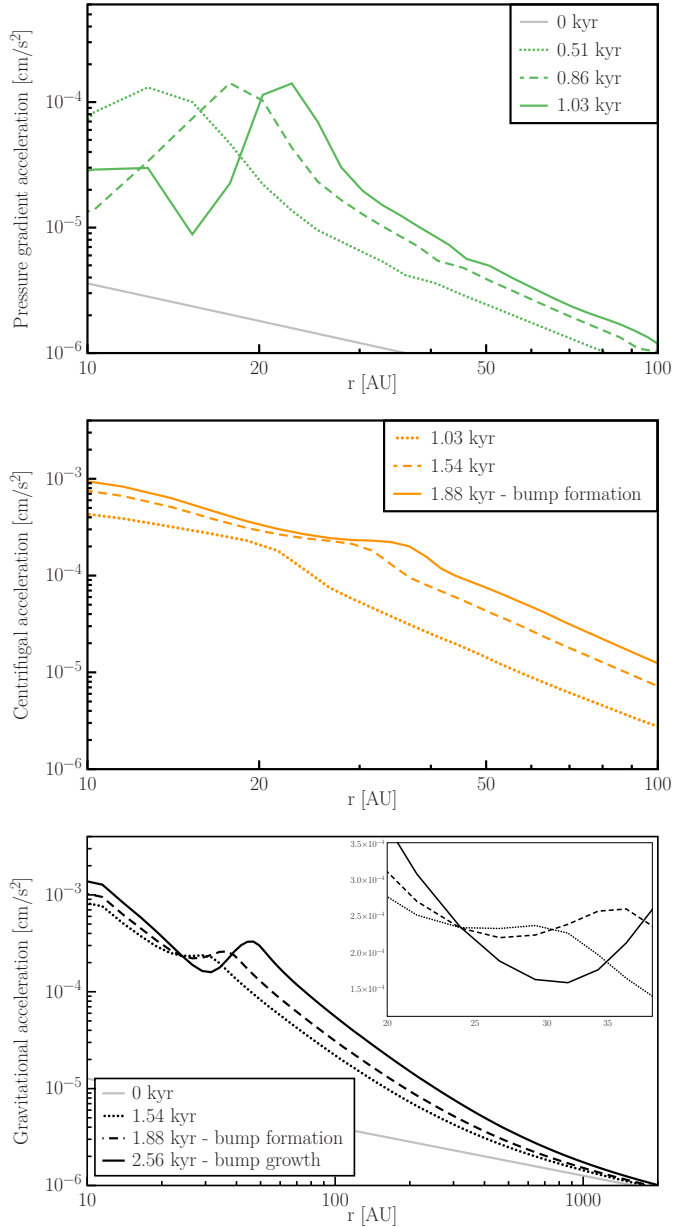 Pressure gradient acceleration [cm/s²]
10⁻⁴
10⁻⁵
10⁻⁶
0 kyr
0.51 kyr
0.86 kyr
1.03 kyr
10 20 50 100
r [AU]
Centrifugal acceleration [cm/s²]
10⁻³
10⁻⁴
10⁻⁵
10⁻⁶
1.03 kyr
1.54 kyr
1.88 kyr - bump formation
10 20 50 100
r [AU]
Gravitational acceleration [cm/s²]
10⁻³
10⁻⁴
10⁻⁵
10⁻⁶
3.5×10⁻⁴
3.0×10⁻⁴
2.5×10⁻⁴
2.0×10⁻⁴
1.5×10⁻⁴
20 25 30 35
0 kyr
1.54 kyr
1.88 kyr - bump formation
2.56 kyr - bump growth
10 100 1000
r [AU]